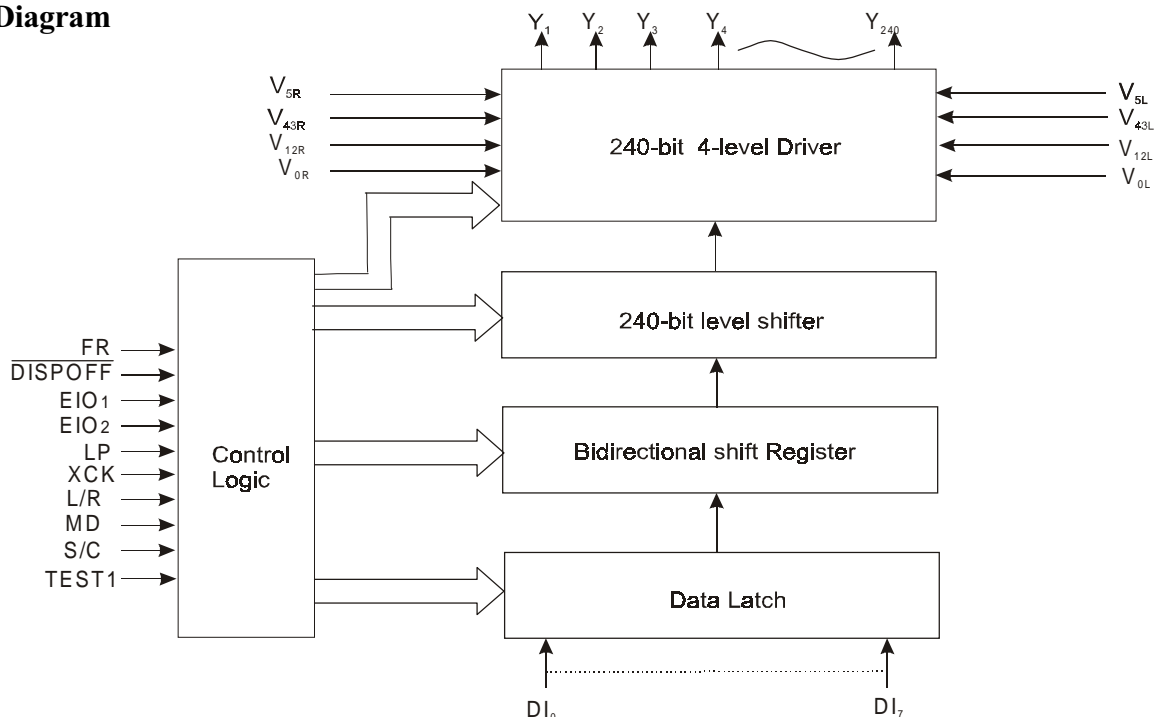 Diagram
Y1 Y2 Y3 Y4 Y240
V5R
V43R
V12R
V0R
240-bit 4-level Driver
V5L
V43L
V12L
V0L
240-bit level shifter
FR
DISPOFF
EIO1
EIO2
LP
XCK
L/R
MD
S/C
TEST1
Control
Logic
Bidirectional shift Register
Data Latch
DI0 DI7